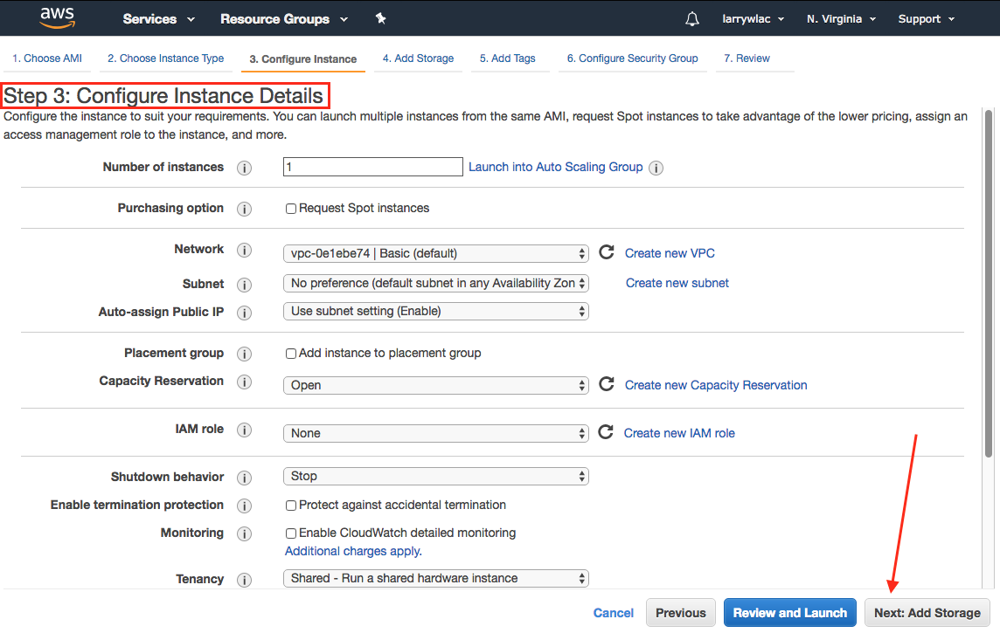 aws Services Resource Groups larrywlac N. Virginia Support
1. Choose AMI 2. Choose Instance Type 3. Configure Instance 4. Add Storage 5. Add Tags 6. Configure Security Group 7. Review
Step 3: Configure Instance Details
Configure the instance to suit your requirements. You can launch multiple instances from the same AMI, request Spot instances to take advantage of the lower pricing, assign an
access management role to the instance, and more.
Number of instances i 1 Launch into Auto Scaling Group i
Purchasing option i Request Spot instances
Network i vpc-0e1ebe74 | Basic (default) Create new VPC
Subnet i No preference (default subnet in any Availability Zon Create new subnet
Auto-assign Public IP i Use subnet setting (Enable)
Placement group i Add instance to placement group
Capacity Reservation i Open Create new Capacity Reservation
IAM role i None Create new IAM role
Shutdown behavior i Stop
Enable termination protection i Protect against accidental termination
Monitoring i Enable CloudWatch detailed monitoring
Additional charges apply.
Tenancy i Shared - Run a shared hardware instance
Cancel Previous Review and Launch Next: Add Storage